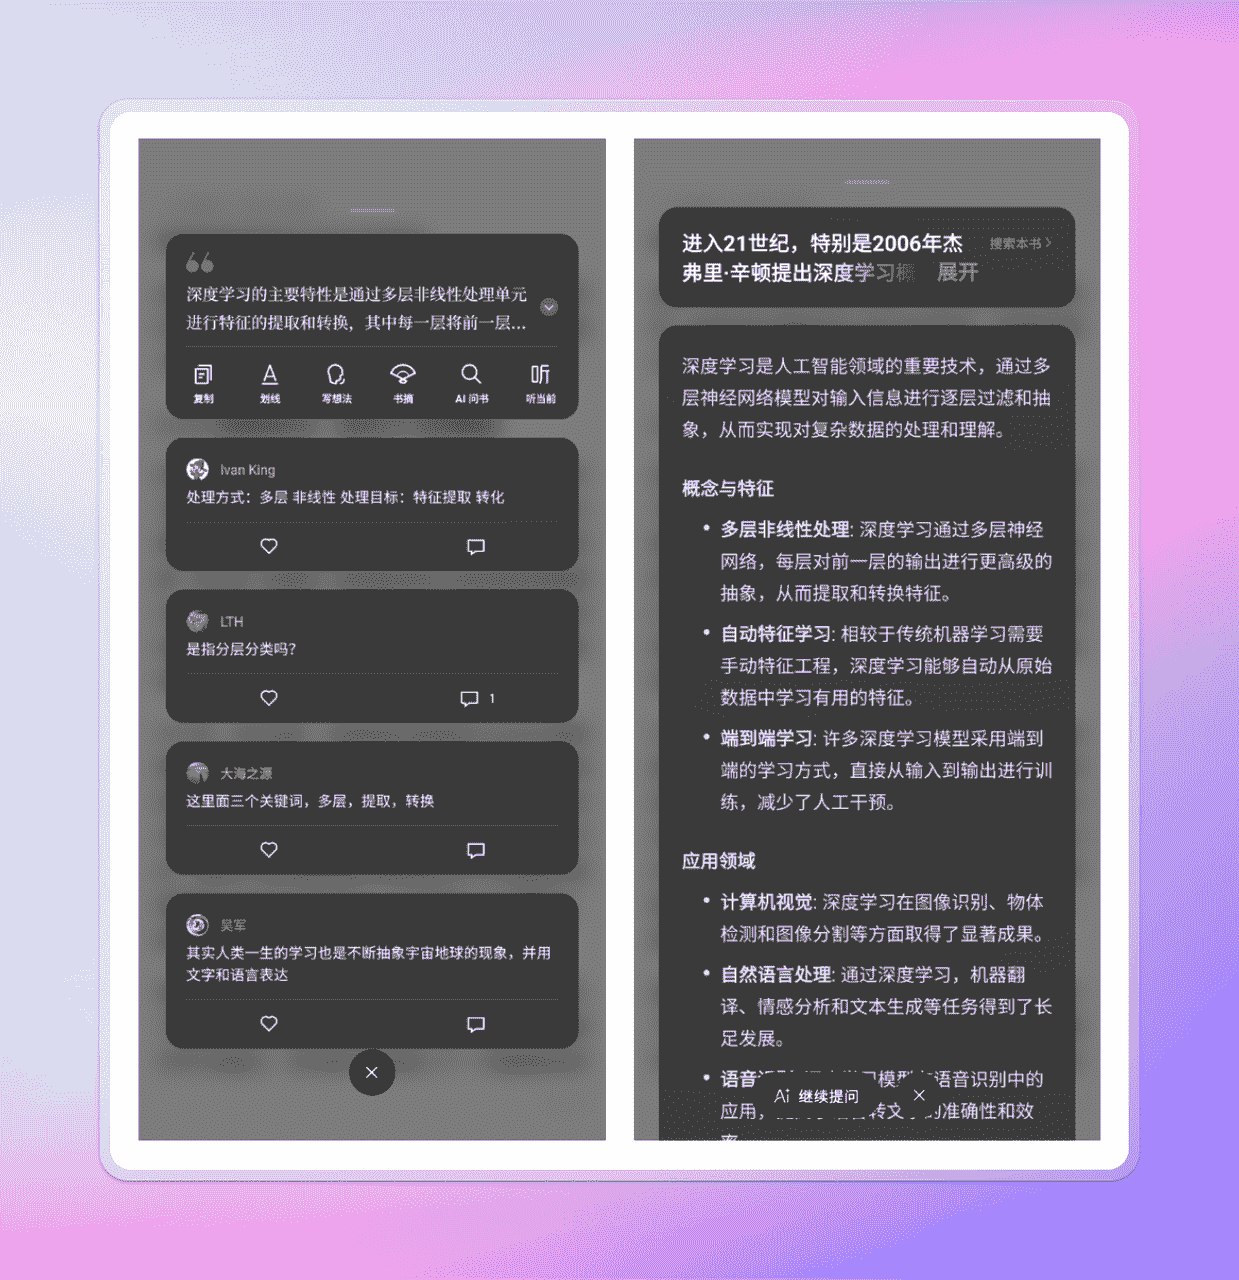 深度学习的主要特性是通过多层非线性处理单元
进行特征的提取和转换，其中每一层将前一层...
复制 划线 写想法 书摘 AI 问书 听当前
Ivan King
处理方式：多层 非线性 处理目标：特征提取 转化
LTH
是指分层分类吗？
1
大海之源
这里面三个关键词，多层，提取，转换
吴军
其实人类一生的学习也是不断抽象宇宙地球的现象，并用
文字和语言表达
进入21世纪，特别是2006年杰
搜索本书
弗里·辛顿提出深度学习概
展开
深度学习是人工智能领域的重要技术，通过多
层神经网络模型对输入信息进行逐层过滤和抽
象，从而实现对复杂数据的处理和理解。
概念与特征
• 多层非线性处理: 深度学习通过多层神经
网络，每层对前一层的输出进行更高级的
抽象，从而提取和转换特征。
• 自动特征学习: 相较于传统机器学习需要
手动特征工程，深度学习能够自动从原始
数据中学习有用的特征。
• 端到端学习: 许多深度学习模型采用端到
端的学习方式，直接从输入到输出进行训
练，减少了人工干预。
应用领域
• 计算机视觉: 深度学习在图像识别、物体
检测和图像分割等方面取得了显著成果。
• 自然语言处理: 通过深度学习，机器翻
译、情感分析和文本生成等任务得到了长
足发展。
• 语音 模型 语音识别中的
Ai 继续提问
应用， 转文 的准确性和效